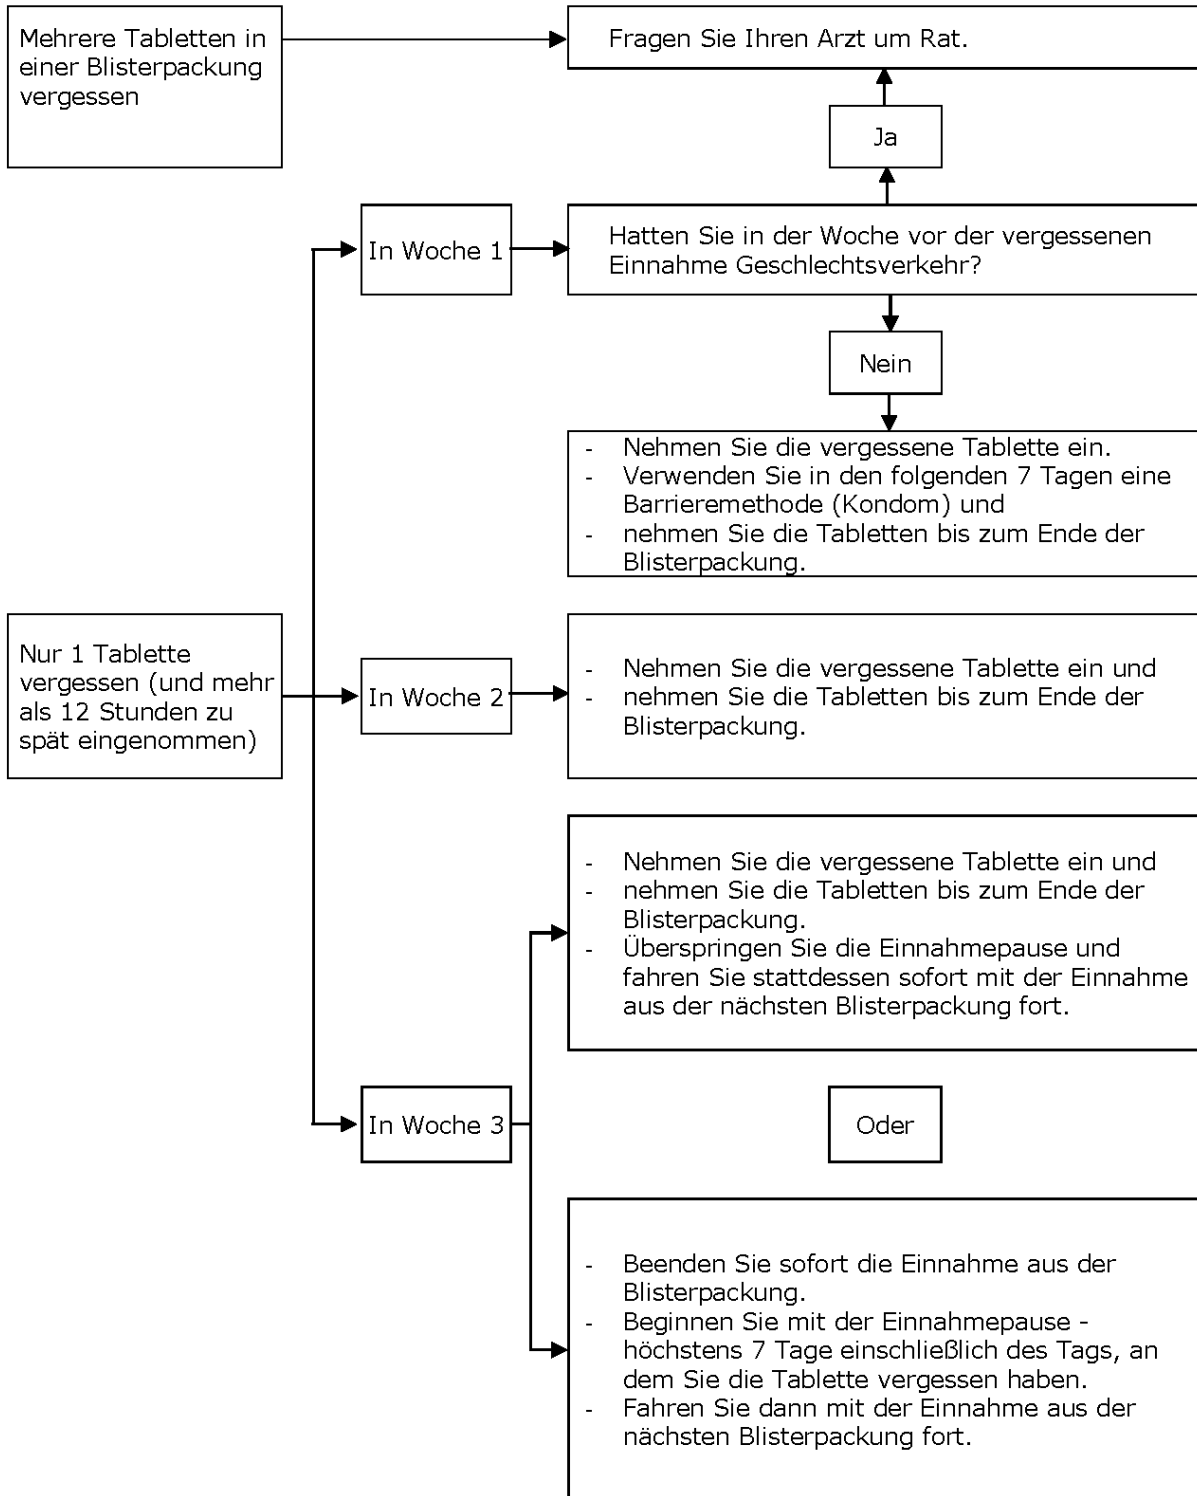 Mehrere Tabletten in
einer Blisterpackung
vergessen
Fragen Sie Ihren Arzt um Rat.
Ja
In Woche 1
Hatten Sie in der Woche vor der vergessenen
Einnahme Geschlechtsverkehr?
Nein
- Nehmen Sie die vergessene Tablette ein.
- Verwenden Sie in den folgenden 7 Tagen eine
Barrieremethode (Kondom) und
- nehmen Sie die Tabletten bis zum Ende der
Blisterpackung.
Nur 1 Tablette
vergessen (und mehr
als 12 Stunden zu
spät eingenommen)
In Woche 2
- Nehmen Sie die vergessene Tablette ein und
- nehmen Sie die Tabletten bis zum Ende der
Blisterpackung.
- Nehmen Sie die vergessene Tablette ein und
- nehmen Sie die Tabletten bis zum Ende der
Blisterpackung.
- Überspringen Sie die Einnahmepause und
fahren Sie stattdessen sofort mit der Einnahme
aus der nächsten Blisterpackung fort.
In Woche 3
Oder
- Beenden Sie sofort die Einnahme aus der
Blisterpackung.
- Beginnen Sie mit der Einnahmepause -
höchstens 7 Tage einschließlich des Tags, an
dem Sie die Tablette vergessen haben.
- Fahren Sie dann mit der Einnahme aus der
nächsten Blisterpackung fort.